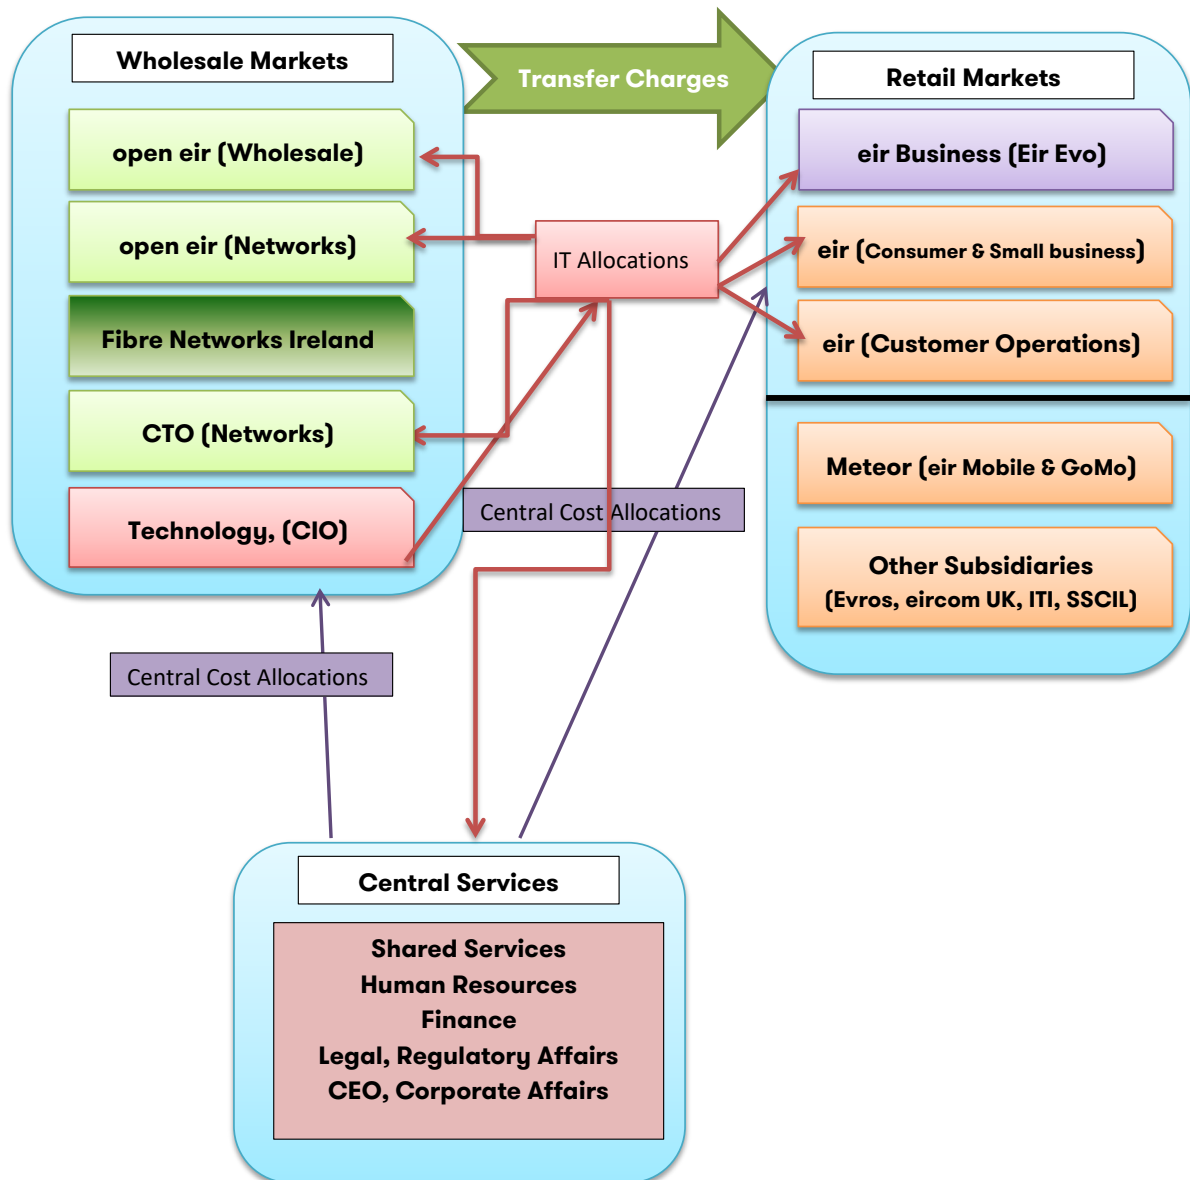 Wholesale Markets
Transfer Charges
Retail Markets
open eir (Wholesale)
eir Business (Eir Evo)
open eir (Networks)
IT Allocations
eir (Consumer & Small business)
Fibre Networks Ireland
eir (Customer Operations)
CTO (Networks)
Meteor (eir Mobile & GoMo)
Technology, (CIO)
Central Cost Allocations
Other Subsidiaries
(Evros, eircom UK, ITI, SSCIL)
Central Cost Allocations
Central Services
Shared Services
Human Resources
Finance
Legal, Regulatory Affairs
CEO, Corporate Affairs